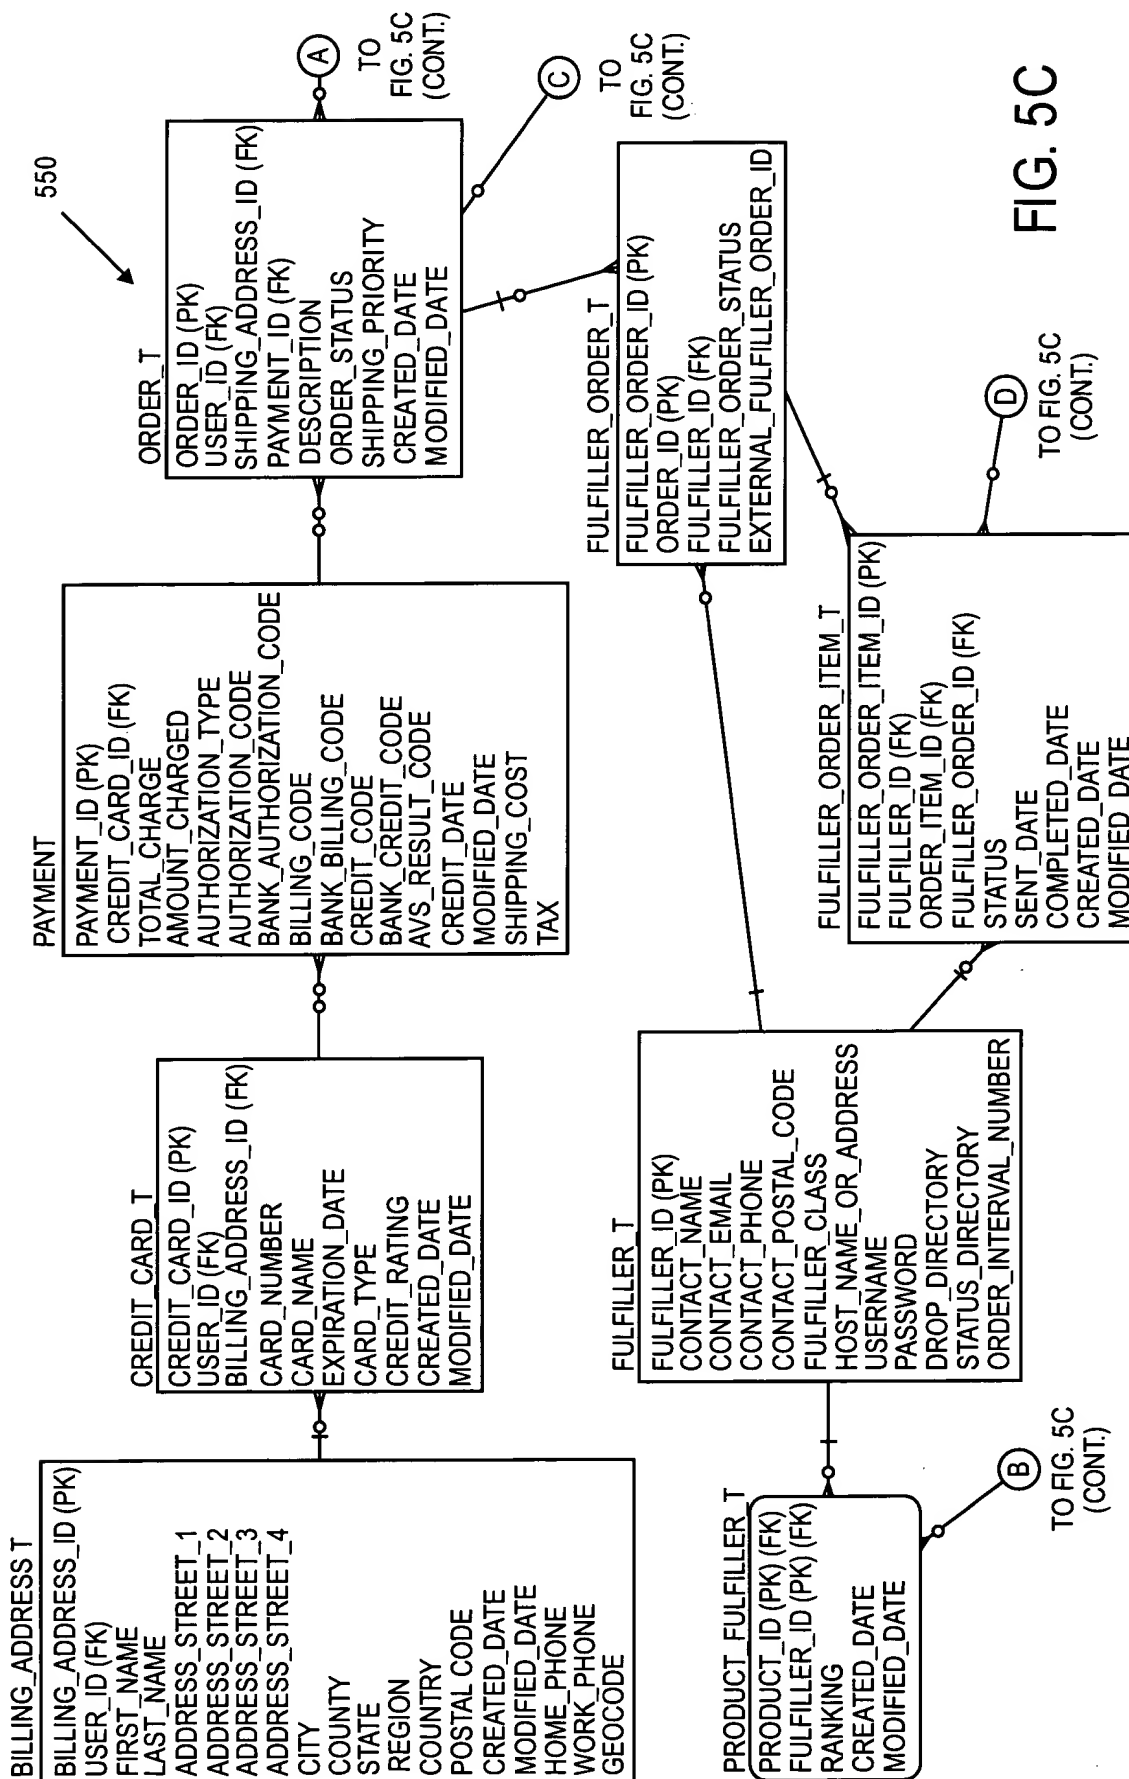 BILLING_ADDRESS T
BILLING_ADDRESS_ID (PK)
USER_ID (FK)
FIRST_NAME
LAST_NAME
ADDRESS_STREET_1
ADDRESS_STREET_2
ADDRESS_STREET_3
ADDRESS_STREET_4
CITY
COUNTY
STATE
REGION
COUNTRY
POSTAL CODE
CREATED_DATE
MODIFIED_DATE
HOME_PHONE
WORK_PHONE
GEOCODE
CREDIT_CARD_T
CREDIT_CARD_ID (PK)
USER_ID (FK)
BILLING_ADDRESS_ID (FK)
CARD_NUMBER
CARD_NAME
EXPIRATION_DATE
CARD_TYPE
CREDIT_RATING
CREATED_DATE
MODIFIED_DATE
PAYMENT
PAYMENT_ID (PK)
CREDIT_CARD_ID (FK)
TOTAL_CHARGE
AMOUNT_CHARGED
AUTHORIZATION_TYPE
AUTHORIZATION_CODE
BANK_AUTHORIZATION_CODE
BILLING_CODE
BANK_BILLING_CODE
CREDIT_CODE
BANK_CREDIT_CODE
AVS_RESULT_CODE
CREDIT_DATE
MODIFIED_DATE
SHIPPING_COST
TAX
550
ORDER_T
ORDER_ID (PK)
USER_ID (FK)
SHIPPING_ADDRESS_ID (FK)
PAYMENT_ID (FK)
DESCRIPTION
ORDER_STATUS
SHIPPING_PRIORITY
CREATED_DATE
MODIFIED_DATE
A
TO
FIG. 5C
(CONT.)
C
TO
FIG. 5C
(CONT.)
PRODUCT_FULFILLER_T
PRODUCT_ID (PK) (FK)
FULFILLER_ID (PK) (FK)
RANKING
CREATED_DATE
MODIFIED_DATE
B
TO FIG. 5C
(CONT.)
FULFILLER_T
FULFILLER_ID (PK)
CONTACT_NAME
CONTACT_EMAIL
CONTACT_PHONE
CONTACT_POSTAL_CODE
FULFILLER_CLASS
HOST_NAME_OR_ADDRESS
USERNAME
PASSWORD
DROP_DIRECTORY
STATUS_DIRECTORY
ORDER_INTERVAL_NUMBER
FULFILLER_ORDER_T
FULFILLER_ORDER_ID (PK)
ORDER_ID (PK)
FULFILLER_ID (FK)
FULFILLER_ORDER_STATUS
EXTERNAL_FULFILLER_ORDER_ID
FULFILLER_ORDER_ITEM_T
FULFILLER_ORDER_ITEM_ID (PK)
FULFILLER_ID (FK)
ORDER_ITEM_ID (FK)
FULFILLER_ORDER_ID (FK)
STATUS
SENT_DATE
COMPLETED_DATE
CREATED_DATE
MODIFIED_DATE
D
TO FIG. 5C
(CONT.)
FIG. 5C